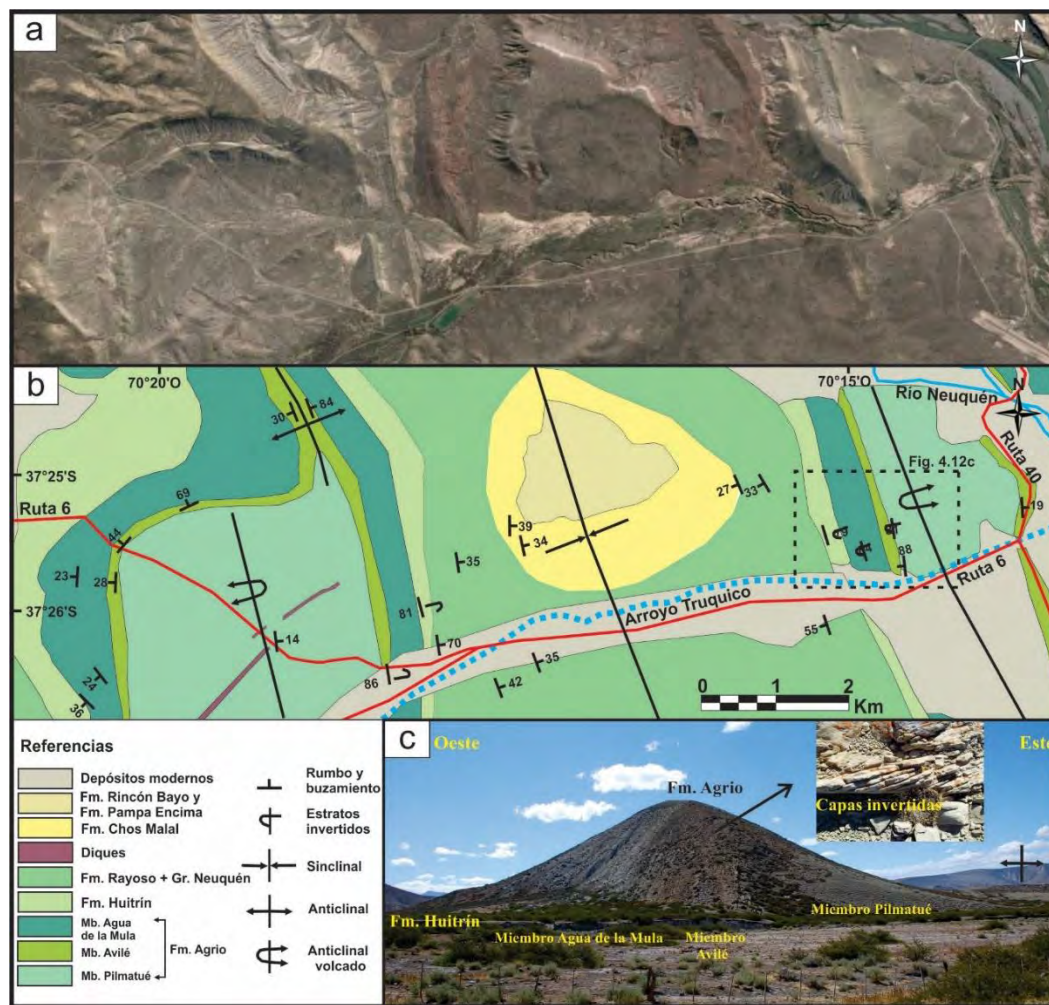 a
N
b
70°20'O
70°15'O
Río Neuquén
N
30
84
37°25'S
Fig. 4.12c
Ruta 40
Ruta 6
69
27
33
44
39
19
34
23
28
35
88
Ruta 6
37°26'S
Arroyo Truquico
81
14
70
55
24
35
86
42
36
0 1 2
Km
Referencias
Depósitos modernos
Fm. Rincón Bayo y
Fm. Pampa Encima
Fm. Chos Malal
Diques
Fm. Rayoso + Gr. Neuquén
Fm. Huitrín
Mb. Agua
de la Mula
Mb. Avilé
Mb. Pilmatué
Fm. Agrio
Rumbo y
buzamiento
Estratos
invertidos
Sinclinal
Anticlinal
Anticlinal
volcado
c
Oeste
Este
Fm. Agrio
Capas invertidas
Fm. Huitrín
Miembro Pilmatué
Miembro Agua de la Mula
Miembro
Avilé